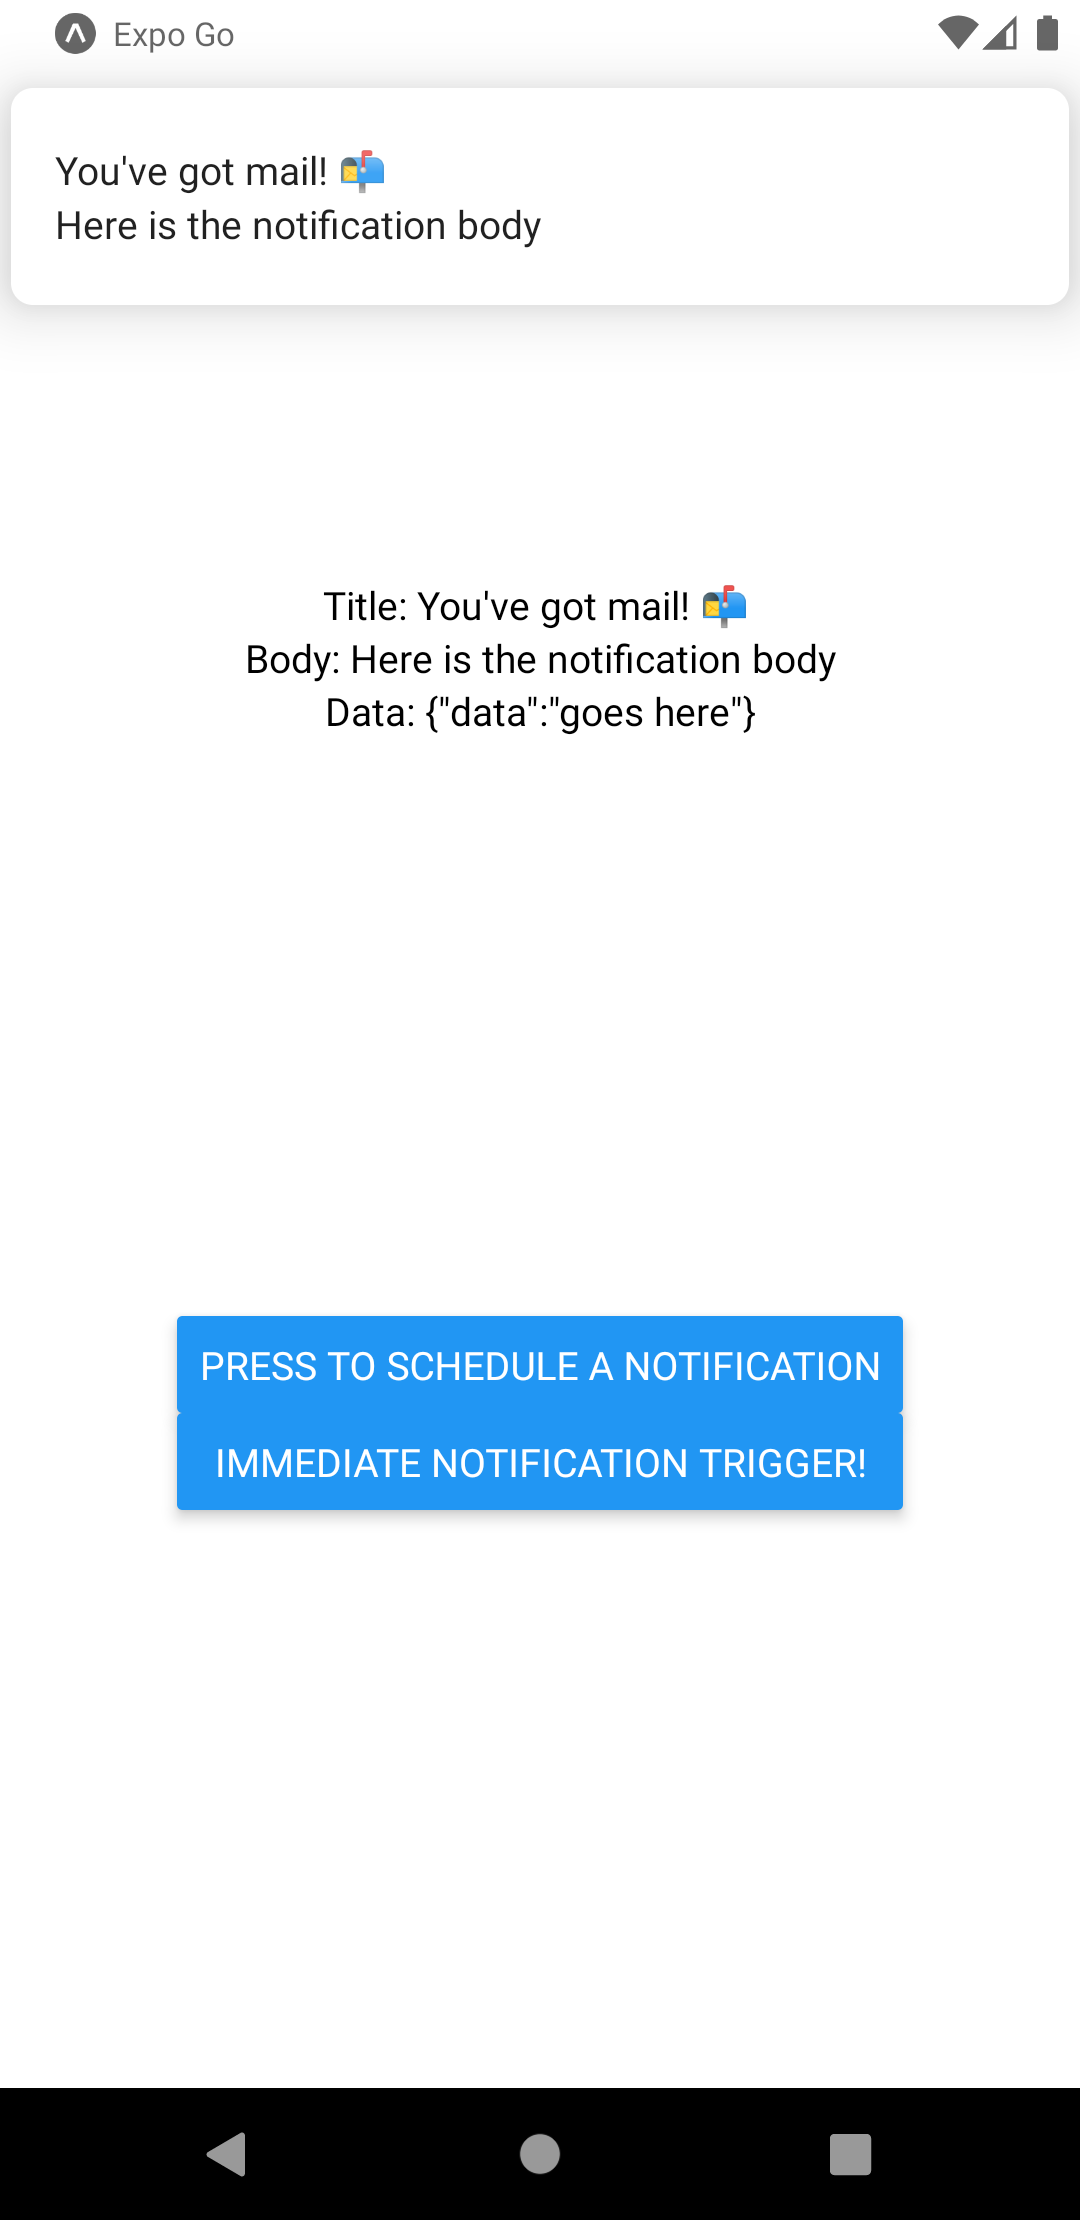 Expo Go
You've got mail! 📬
Here is the notification body
Title: You've got mail! 📬
Body: Here is the notification body
Data: {"data":"goes here"}
PRESS TO SCHEDULE A NOTIFICATION
IMMEDIATE NOTIFICATION TRIGGER!